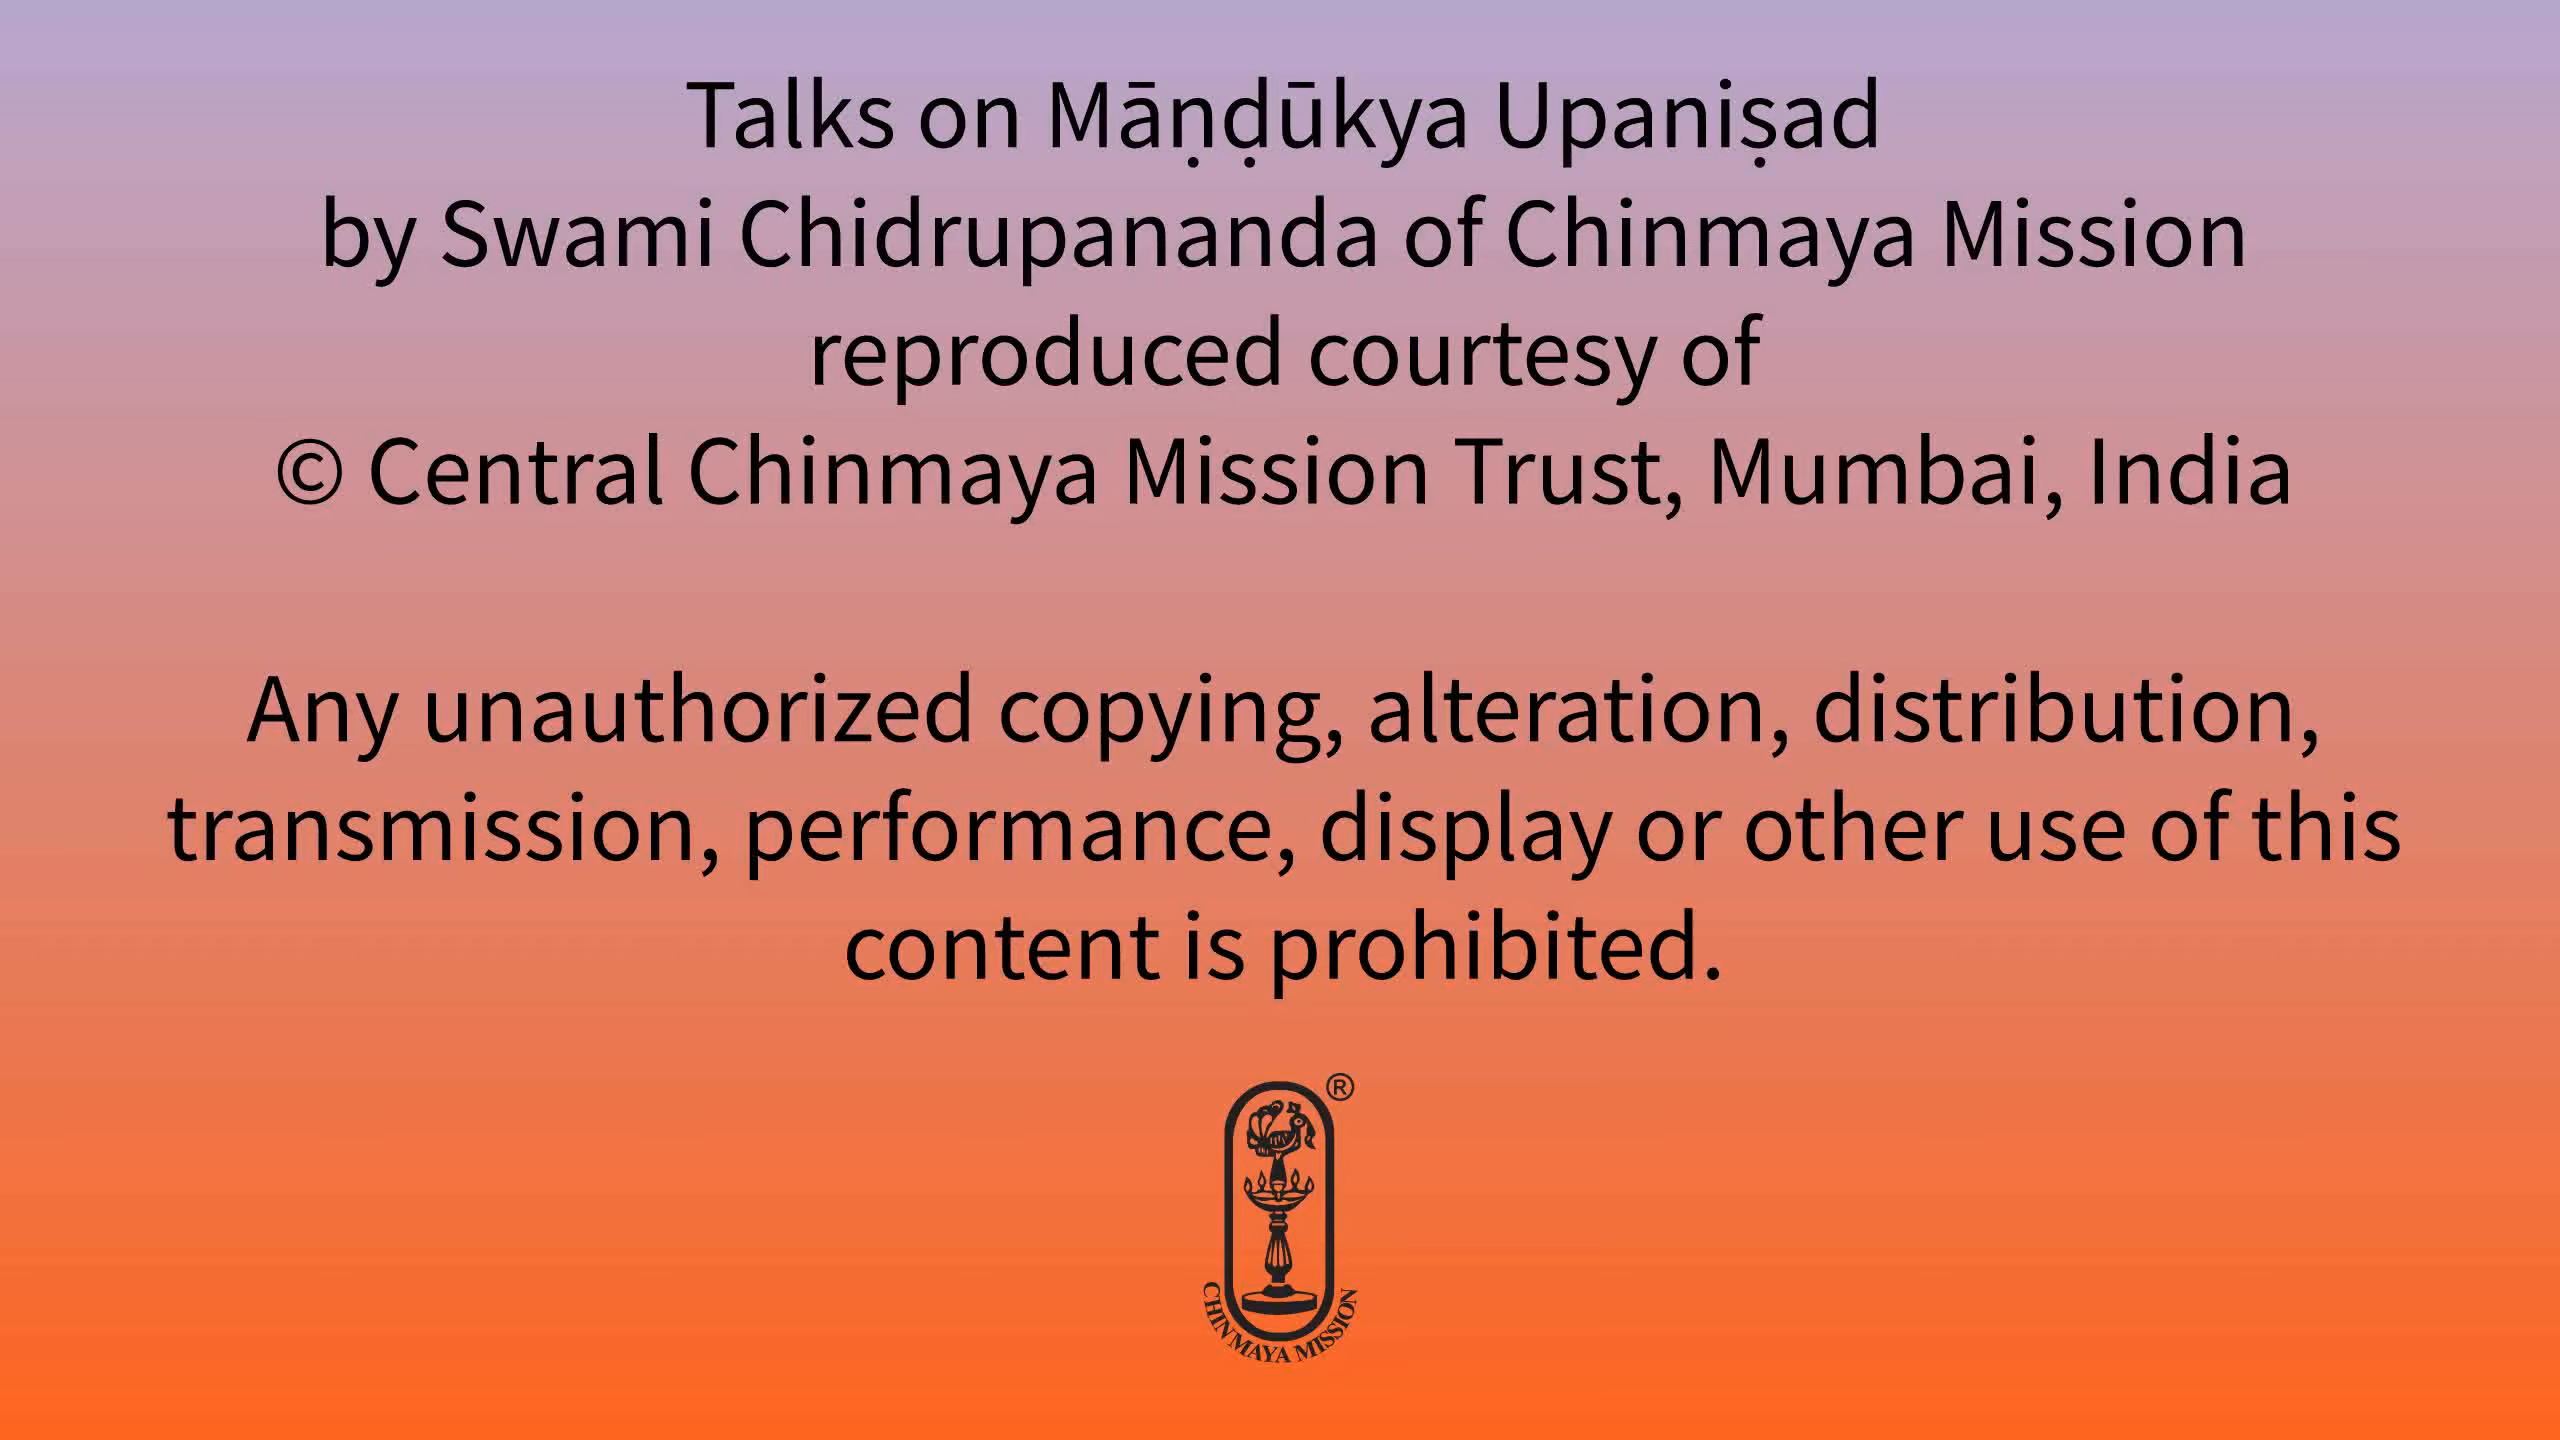 Talks on Māṇḍūkya Upaniṣad
by Swami Chidrupananda of Chinmaya Mission
reproduced courtesy of
© Central Chinmaya Mission Trust, Mumbai, India
Any unauthorized copying, alteration, distribution,
transmission, performance, display or other use of this
content is prohibited.
®
CHINMAYA MISSION